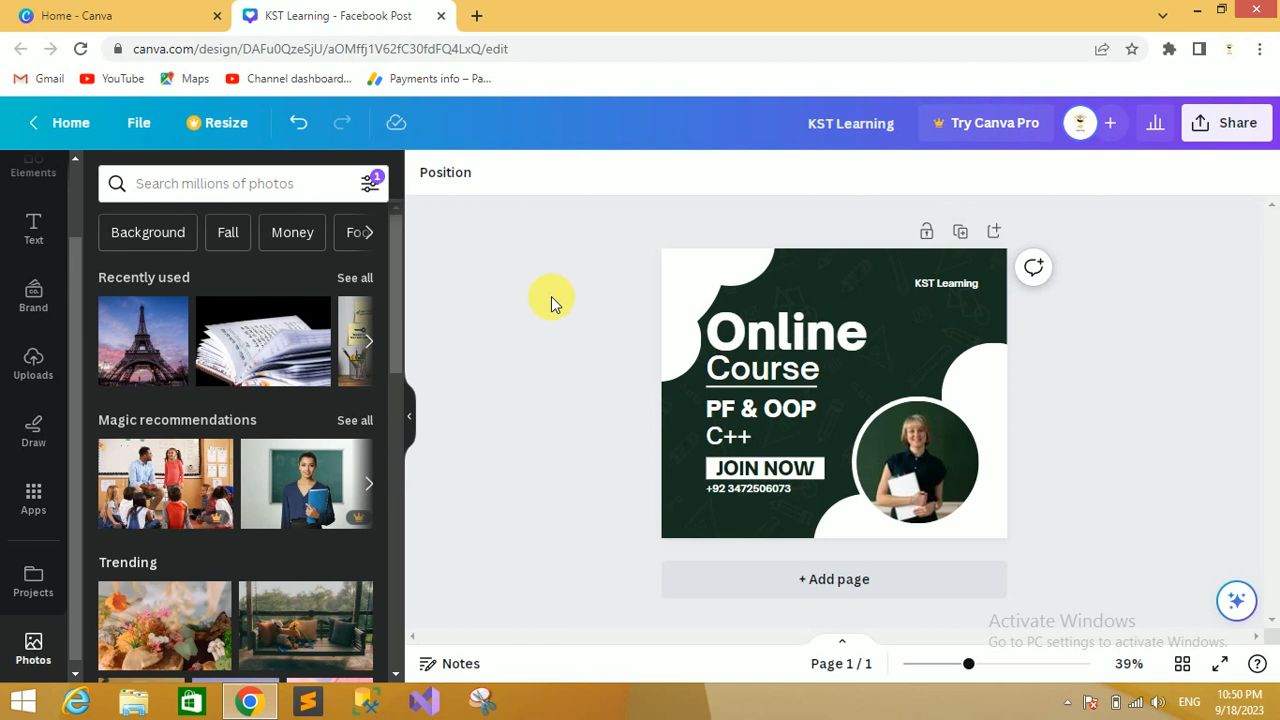 Home - Canva
KST Learning - Facebook Post
canva.com/design/DAFu0QzeSjU/aOMffj1V62fC30fdFQ4LxQ/edit
Gmail
YouTube
Maps
Channel dashboard...
Payments info – Pa...
Home
File
Resize
KST Learning
Try Canva Pro
Share
Elements
Text
Brand
CO.
Uploads
Draw
Apps
Projects
Photos
Search millions of photos
1
Background
Fall
Money
Foo
Recently used
See all
Magic recommendations
See all
Trending
Position
KST Learning
Online
Course
PF & OOP
C++
JOIN NOW
+92 3472506073
+ Add page
Activate Windows
Go to PC settings to activate Windows.
Notes
Page 1 / 1
39%
ENG
10:50 PM
9/18/2023